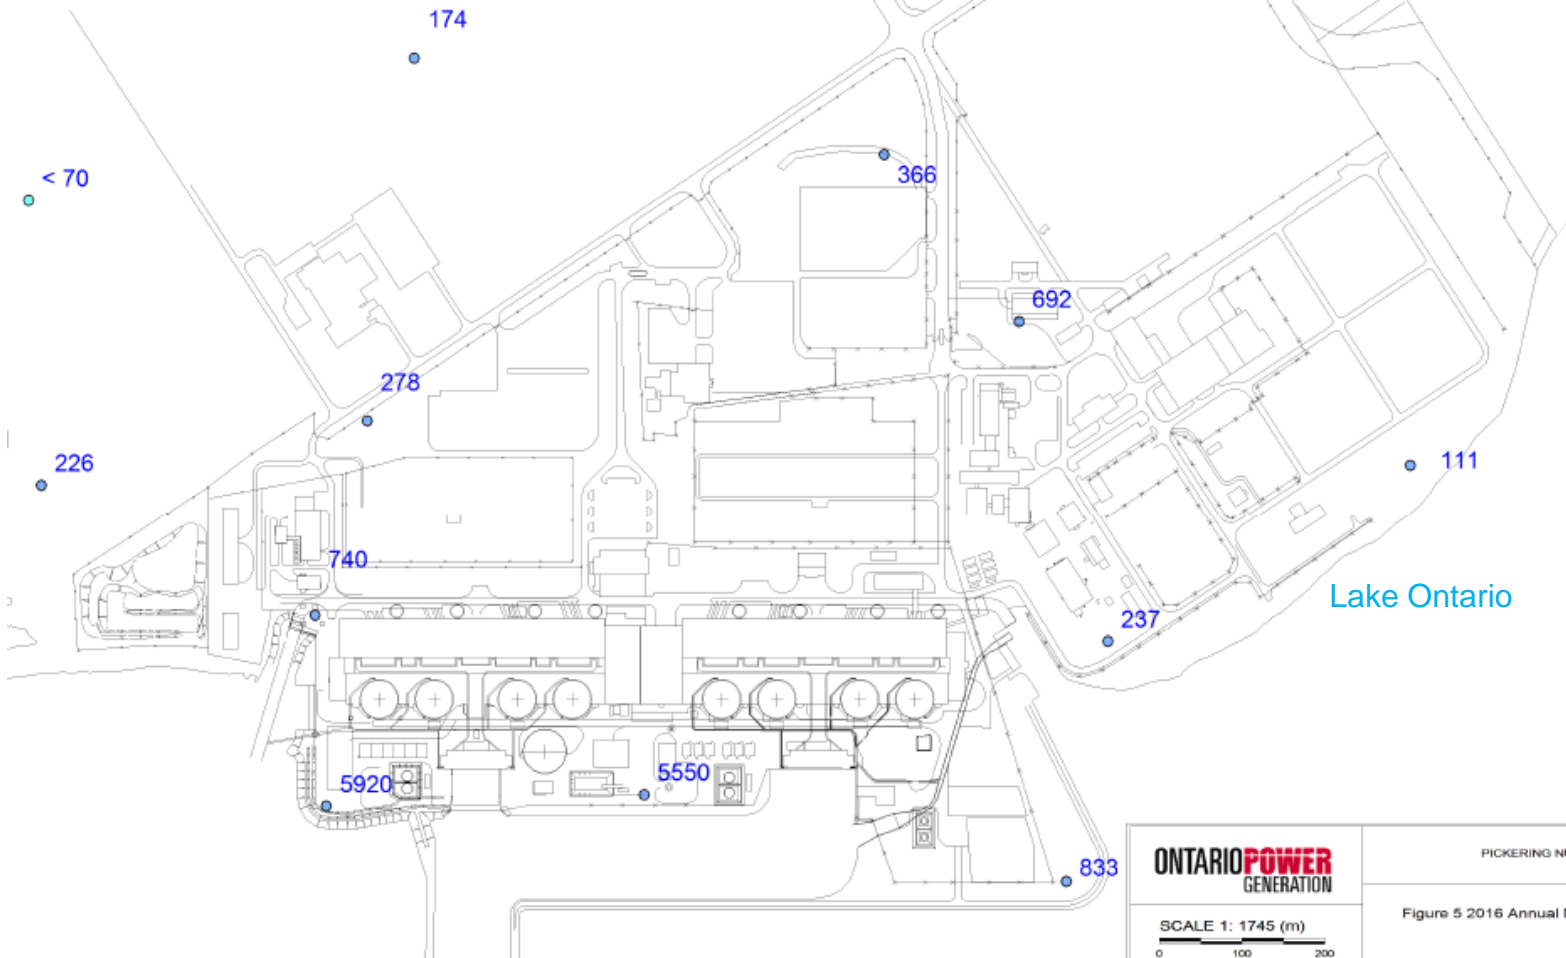 174
< 70
366
692
278
226
111
740
Lake Ontario
237
5920
5550
833
ONTARIOPOWER
GENERATION
PICKERING
SCALE 1: 1745 (m)
Figure 5 2016 Annual
0 100 200